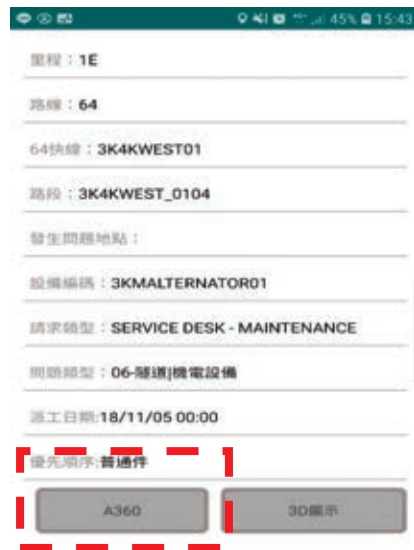 45% 15:43
里程：1E
路線：64
64快線：3K4KWEST01
路段：3K4KWEST_0104
發生問題地點：
設備編碼：3KMALTERNATOR01
請求類型：SERVICE DESK - MAINTENANCE
問題類型：06-隧道|機電設備
派工日期:18/11/05 00:00
優先順序:普通件
A360 3D展示